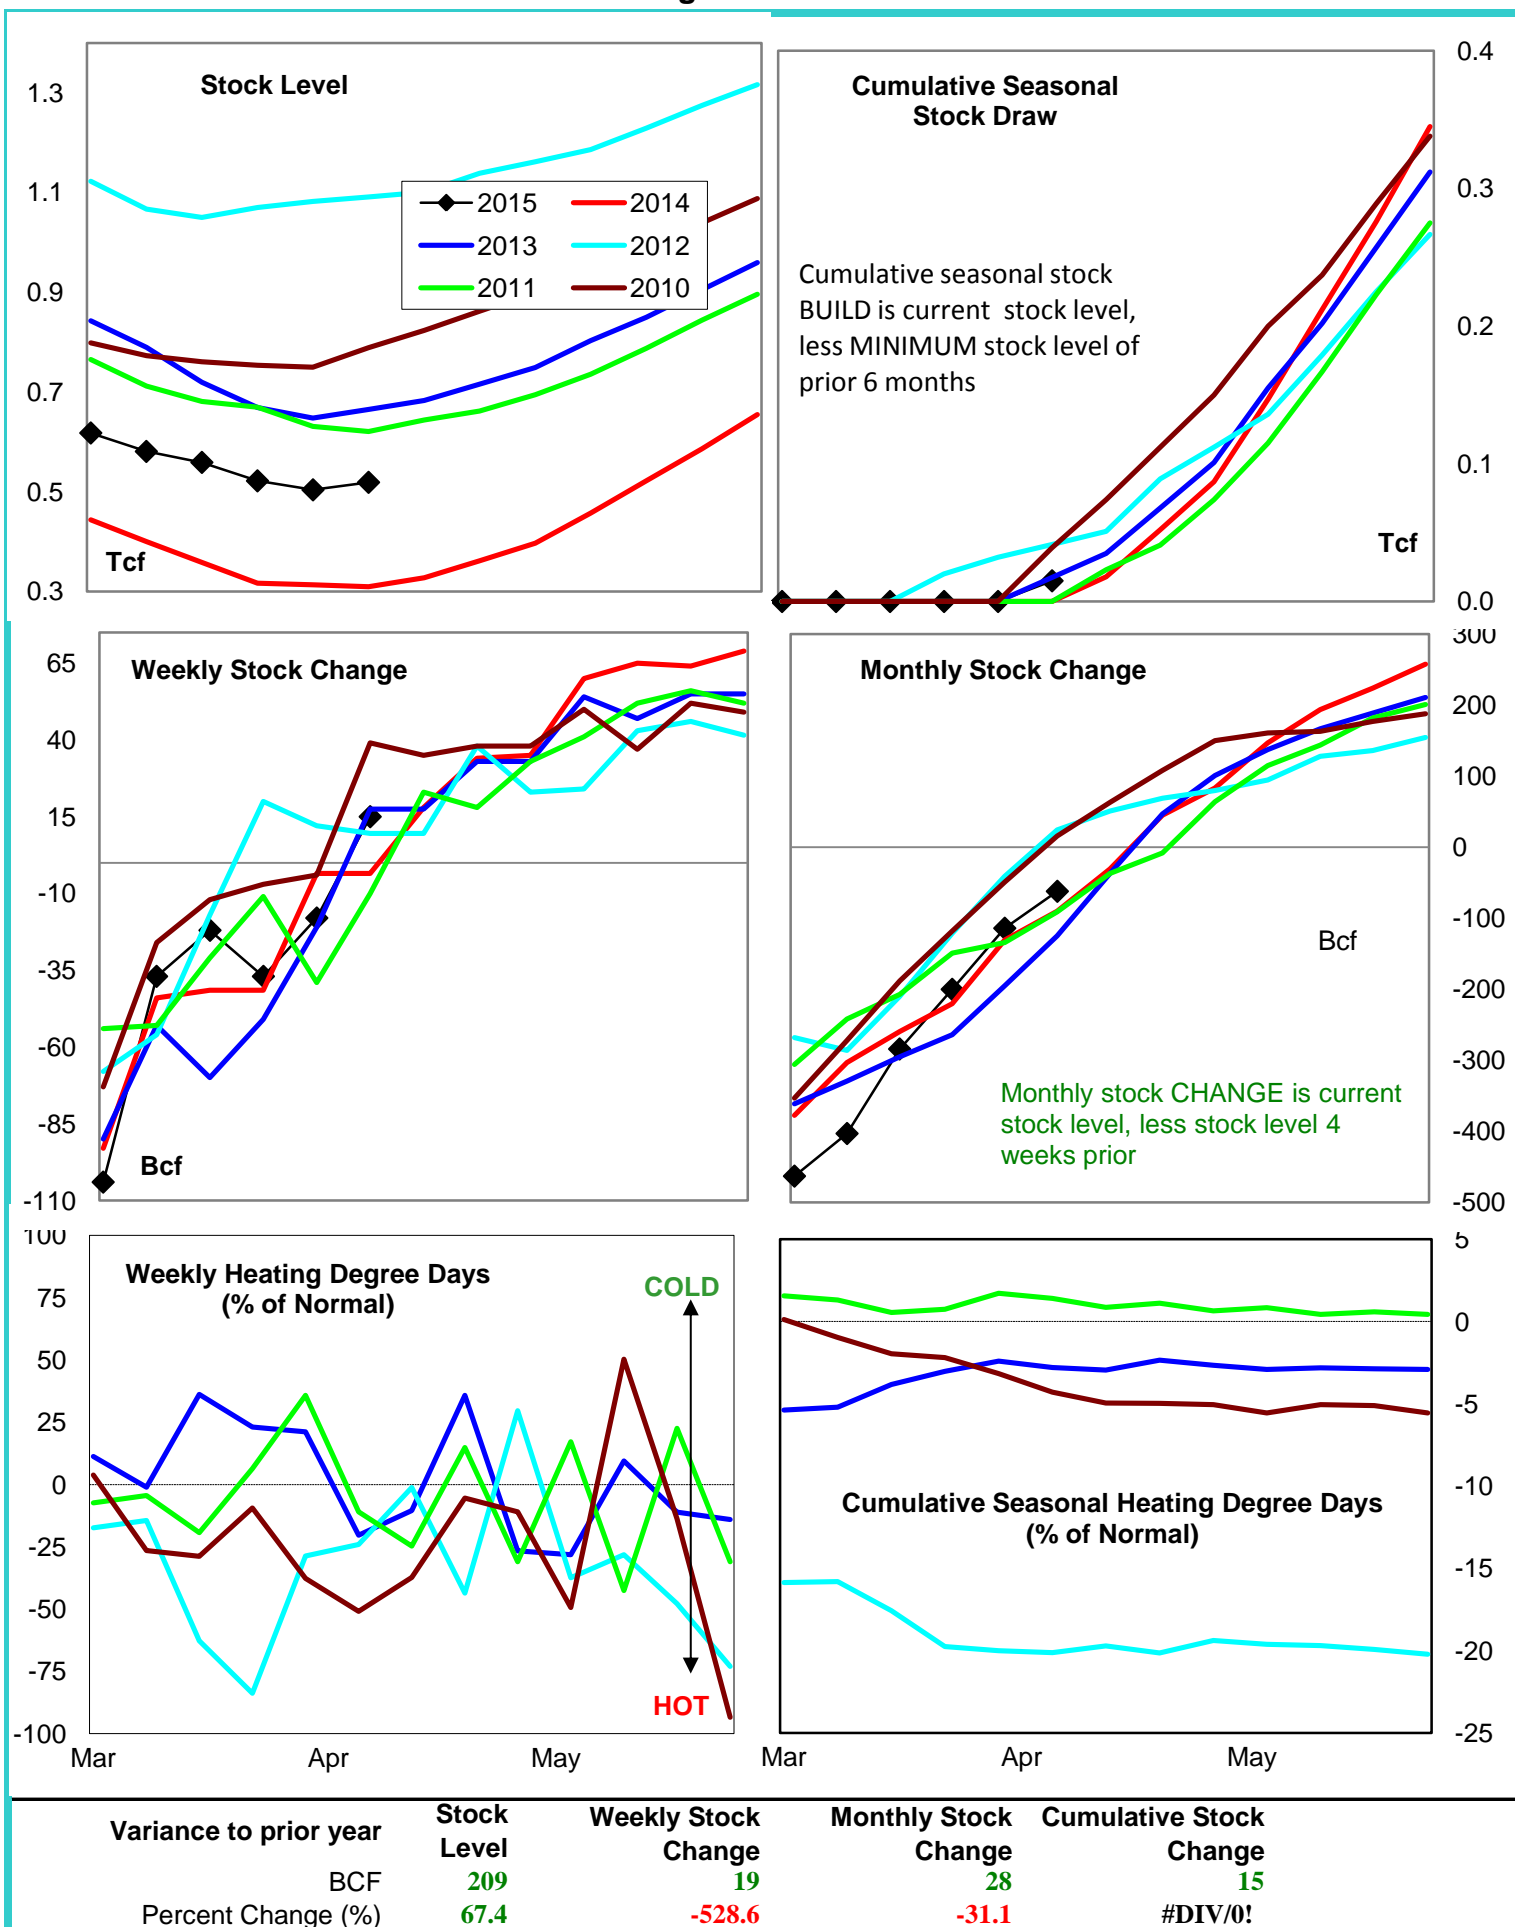 Stock Level
1.3
1.1
0.9
0.7
0.5
0.3
2015 2014
2013 2012
2011 2010
Tcf
Cumulative Seasonal
Stock Draw
0.4
0.3
0.2
0.1
0.0
Cumulative seasonal stock
BUILD is current stock level,
less MINIMUM stock level of
prior 6 months
Tcf
Weekly Stock Change
65
40
15
-10
-35
-60
-85
-110
Bcf
Monthly Stock Change
300
200
100
0
-100
-200
-300
-400
-500
Bcf
Monthly stock CHANGE is current
stock level, less stock level 4
weeks prior
Weekly Heating Degree Days
(% of Normal)
100
75
50
25
0
-25
-50
-75
-100
COLD
HOT
Mar Apr May
5
0
-5
-10
-15
-20
-25
Cumulative Seasonal Heating Degree Days
(% of Normal)
Mar Apr May
Variance to prior year Stock Level Weekly Stock Change Monthly Stock Change Cumulative Stock Change
BCF 209 19 28 15
Percent Change (%) 67.4 -528.6 -31.1 #DIV/0!